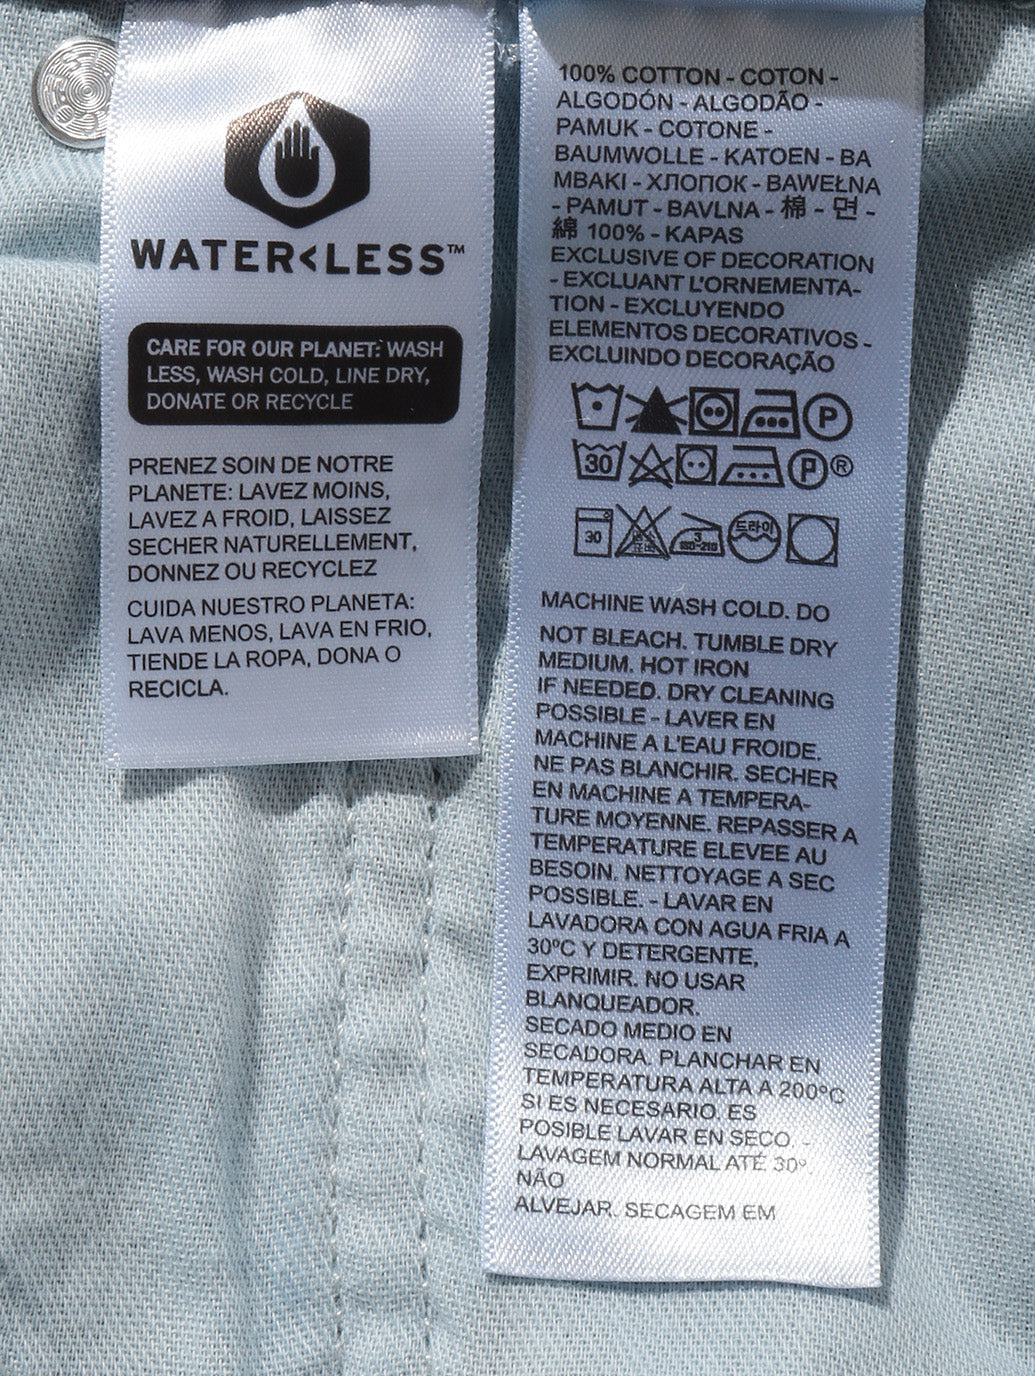 WATER<LESS™
CARE FOR OUR PLANET: WASH
LESS, WASH COLD, LINE DRY,
DONATE OR RECYCLE
PRENEZ SOIN DE NOTRE
PLANETE: LAVEZ MOINS,
LAVEZ A FROID, LAISSEZ
SECHER NATURELLEMENT,
DONNEZ OU RECYCLEZ
CUIDA NUESTRO PLANETA:
LAVA MENOS, LAVA EN FRIO,
TIENDE LA ROPA, DONA O
RECICLA.
100% COTTON - COTON -
ALGODÓN - ALGODÃO -
PAMUK - COTONE -
BAUMWOLLE - KATOEN - BA
MBAKI - ХЛОПОК - BAWEŁNA
- PAMUT - BAVLNA - 棉 - 면 -
綿 100% - KAPAS
EXCLUSIVE OF DECORATION
- EXCLUANT L'ORNEMENTA-
TION - EXCLUYENDO
ELEMENTOS DECORATIVOS -
EXCLUINDO DECORAÇÃO
P
30 P ®
30 3 ISO-210 드라이
MACHINE WASH COLD. DO
NOT BLEACH. TUMBLE DRY
MEDIUM. HOT IRON
IF NEEDED. DRY CLEANING
POSSIBLE - LAVER EN
MACHINE A L'EAU FROIDE.
NE PAS BLANCHIR. SECHER
EN MACHINE A TEMPERA-
TURE MOYENNE. REPASSER A
TEMPERATURE ELEVEE AU
BESOIN. NETTOYAGE A SEC
POSSIBLE. - LAVAR EN
LAVADORA CON AGUA FRIA A
30ºC Y DETERGENTE,
EXPRIMIR. NO USAR
BLANQUEADOR.
SECADO MEDIO EN
SECADORA. PLANCHAR EN
TEMPERATURA ALTA A 200ºC
SI ES NECESARIO. ES
POSIBLE LAVAR EN SECO. -
LAVAGEM NORMAL ATÉ 30º.
NÃO
ALVEJAR. SECAGEM EM